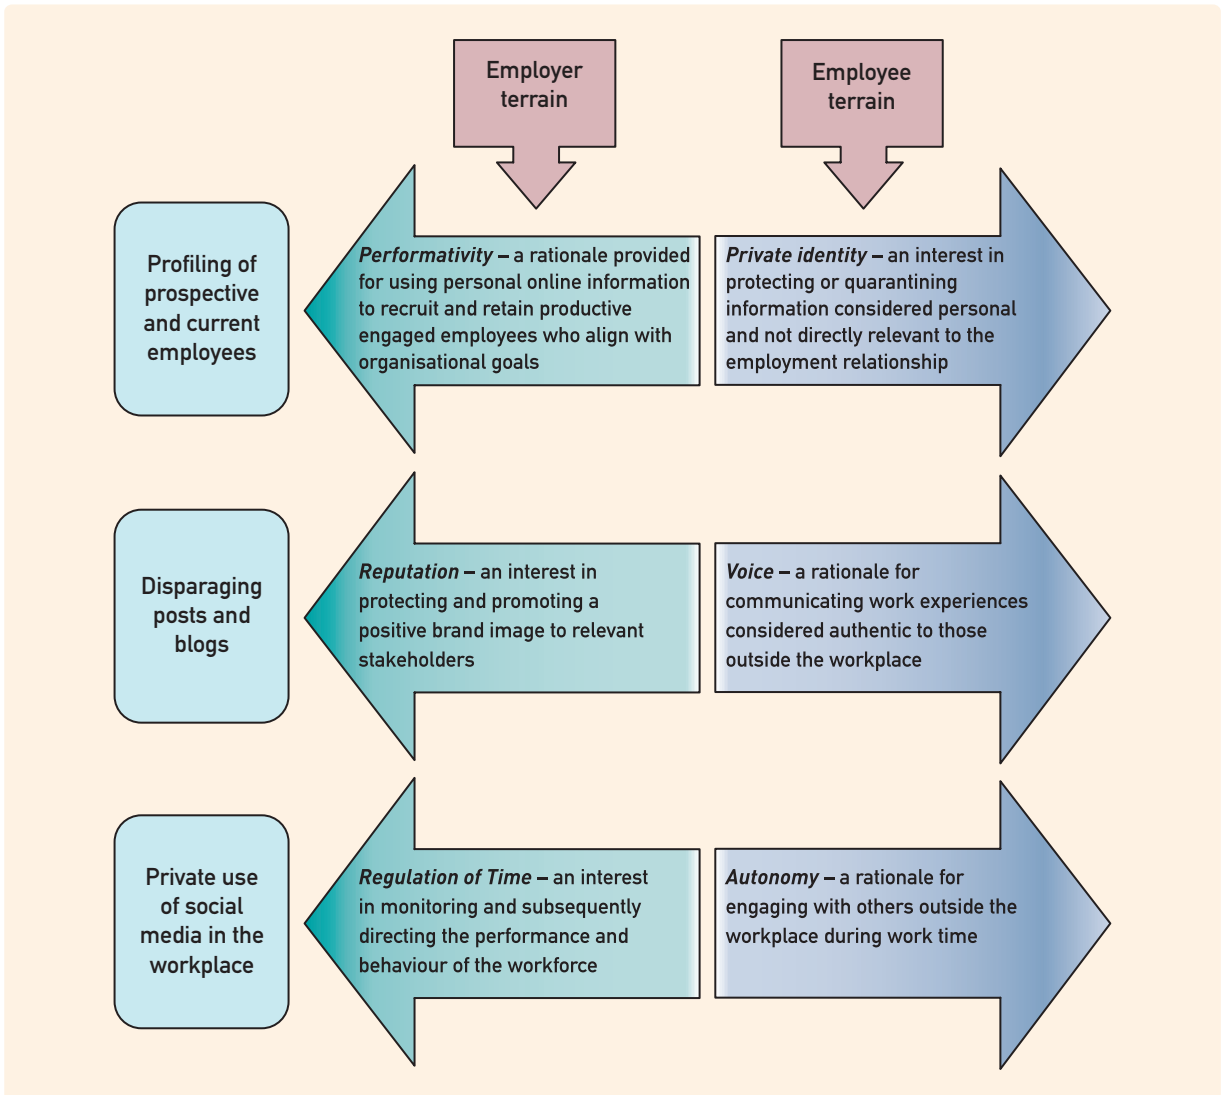 Employer
terrain
Employee
terrain
Profiling of
prospective
and current
employees
Performativity – a rationale provided
for using personal online information
to recruit and retain productive
engaged employees who align with
organisational goals
Private identity – an interest in
protecting or quarantining
information considered personal
and not directly relevant to the
employment relationship
Disparaging
posts and
blogs
Reputation – an interest in
protecting and promoting a
positive brand image to relevant
stakeholders
Voice – a rationale for
communicating work experiences
considered authentic to those
outside the workplace
Private use
of social
media in the
workplace
Regulation of Time – an interest
in monitoring and subsequently
directing the performance and
behaviour of the workforce
Autonomy – a rationale for
engaging with others outside the
workplace during work time